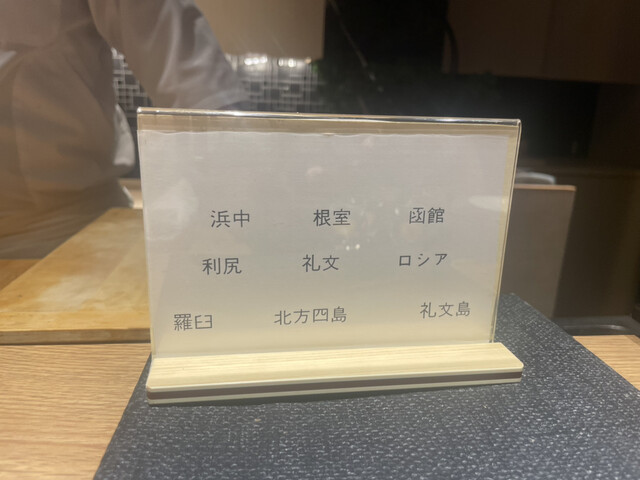 浜中 根室 函館
利尻 礼文 ロシア
羅臼 北方四島 礼文島